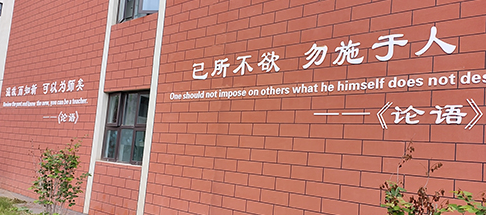 温故而知新 可以为师矣
Review the past and know the new, you can be a teacher.
——《论语》
己所不欲 勿施于人
One should not impose on others what he himself does not des
——《论语》